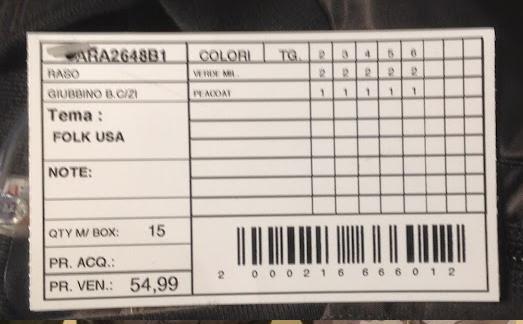 ARA2648B1 COLORI TG. 2 3 4 5 6
RASO VERDE MIL. 2 2 2 2 2
GIUBBINO B.C/ZI PEACOAT 1 1 1 1 1
Tema :
FOLK USA
NOTE:
QTY M/ BOX: 15
PR. ACQ.:
PR. VEN.: 54,99
2 000216 666012